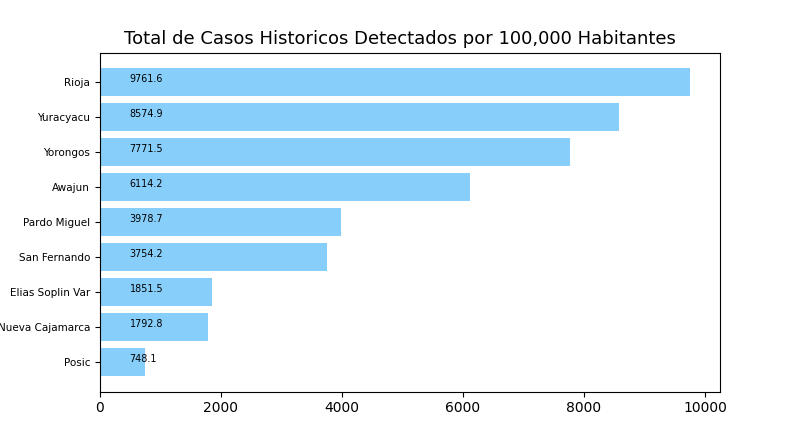 Total de Casos Historicos Detectados por 100,000 Habitantes
Rioja 9761.6
Yuracyacu 8574.9
Yorongos 7771.5
Awajun 6114.2
Pardo Miguel 3978.7
San Fernando 3754.2
Elias Soplin Var 1851.5
Nueva Cajamarca 1792.8
Posic 748.1
0 2000 4000 6000 8000 10000